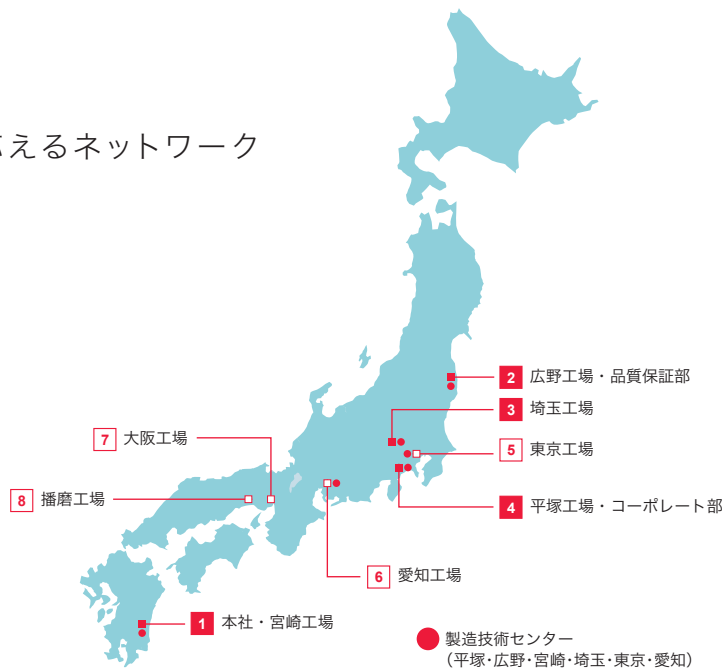 えるネットワーク
2 広野工場・品質保証部
3 埼玉工場
7 大阪工場
5 東京工場
8 播磨工場
4 平塚工場・コーポレート部
6 愛知工場
1 本社・宮崎工場
製造技術センター
（平塚・広野・宮崎・埼玉・東京・愛知）